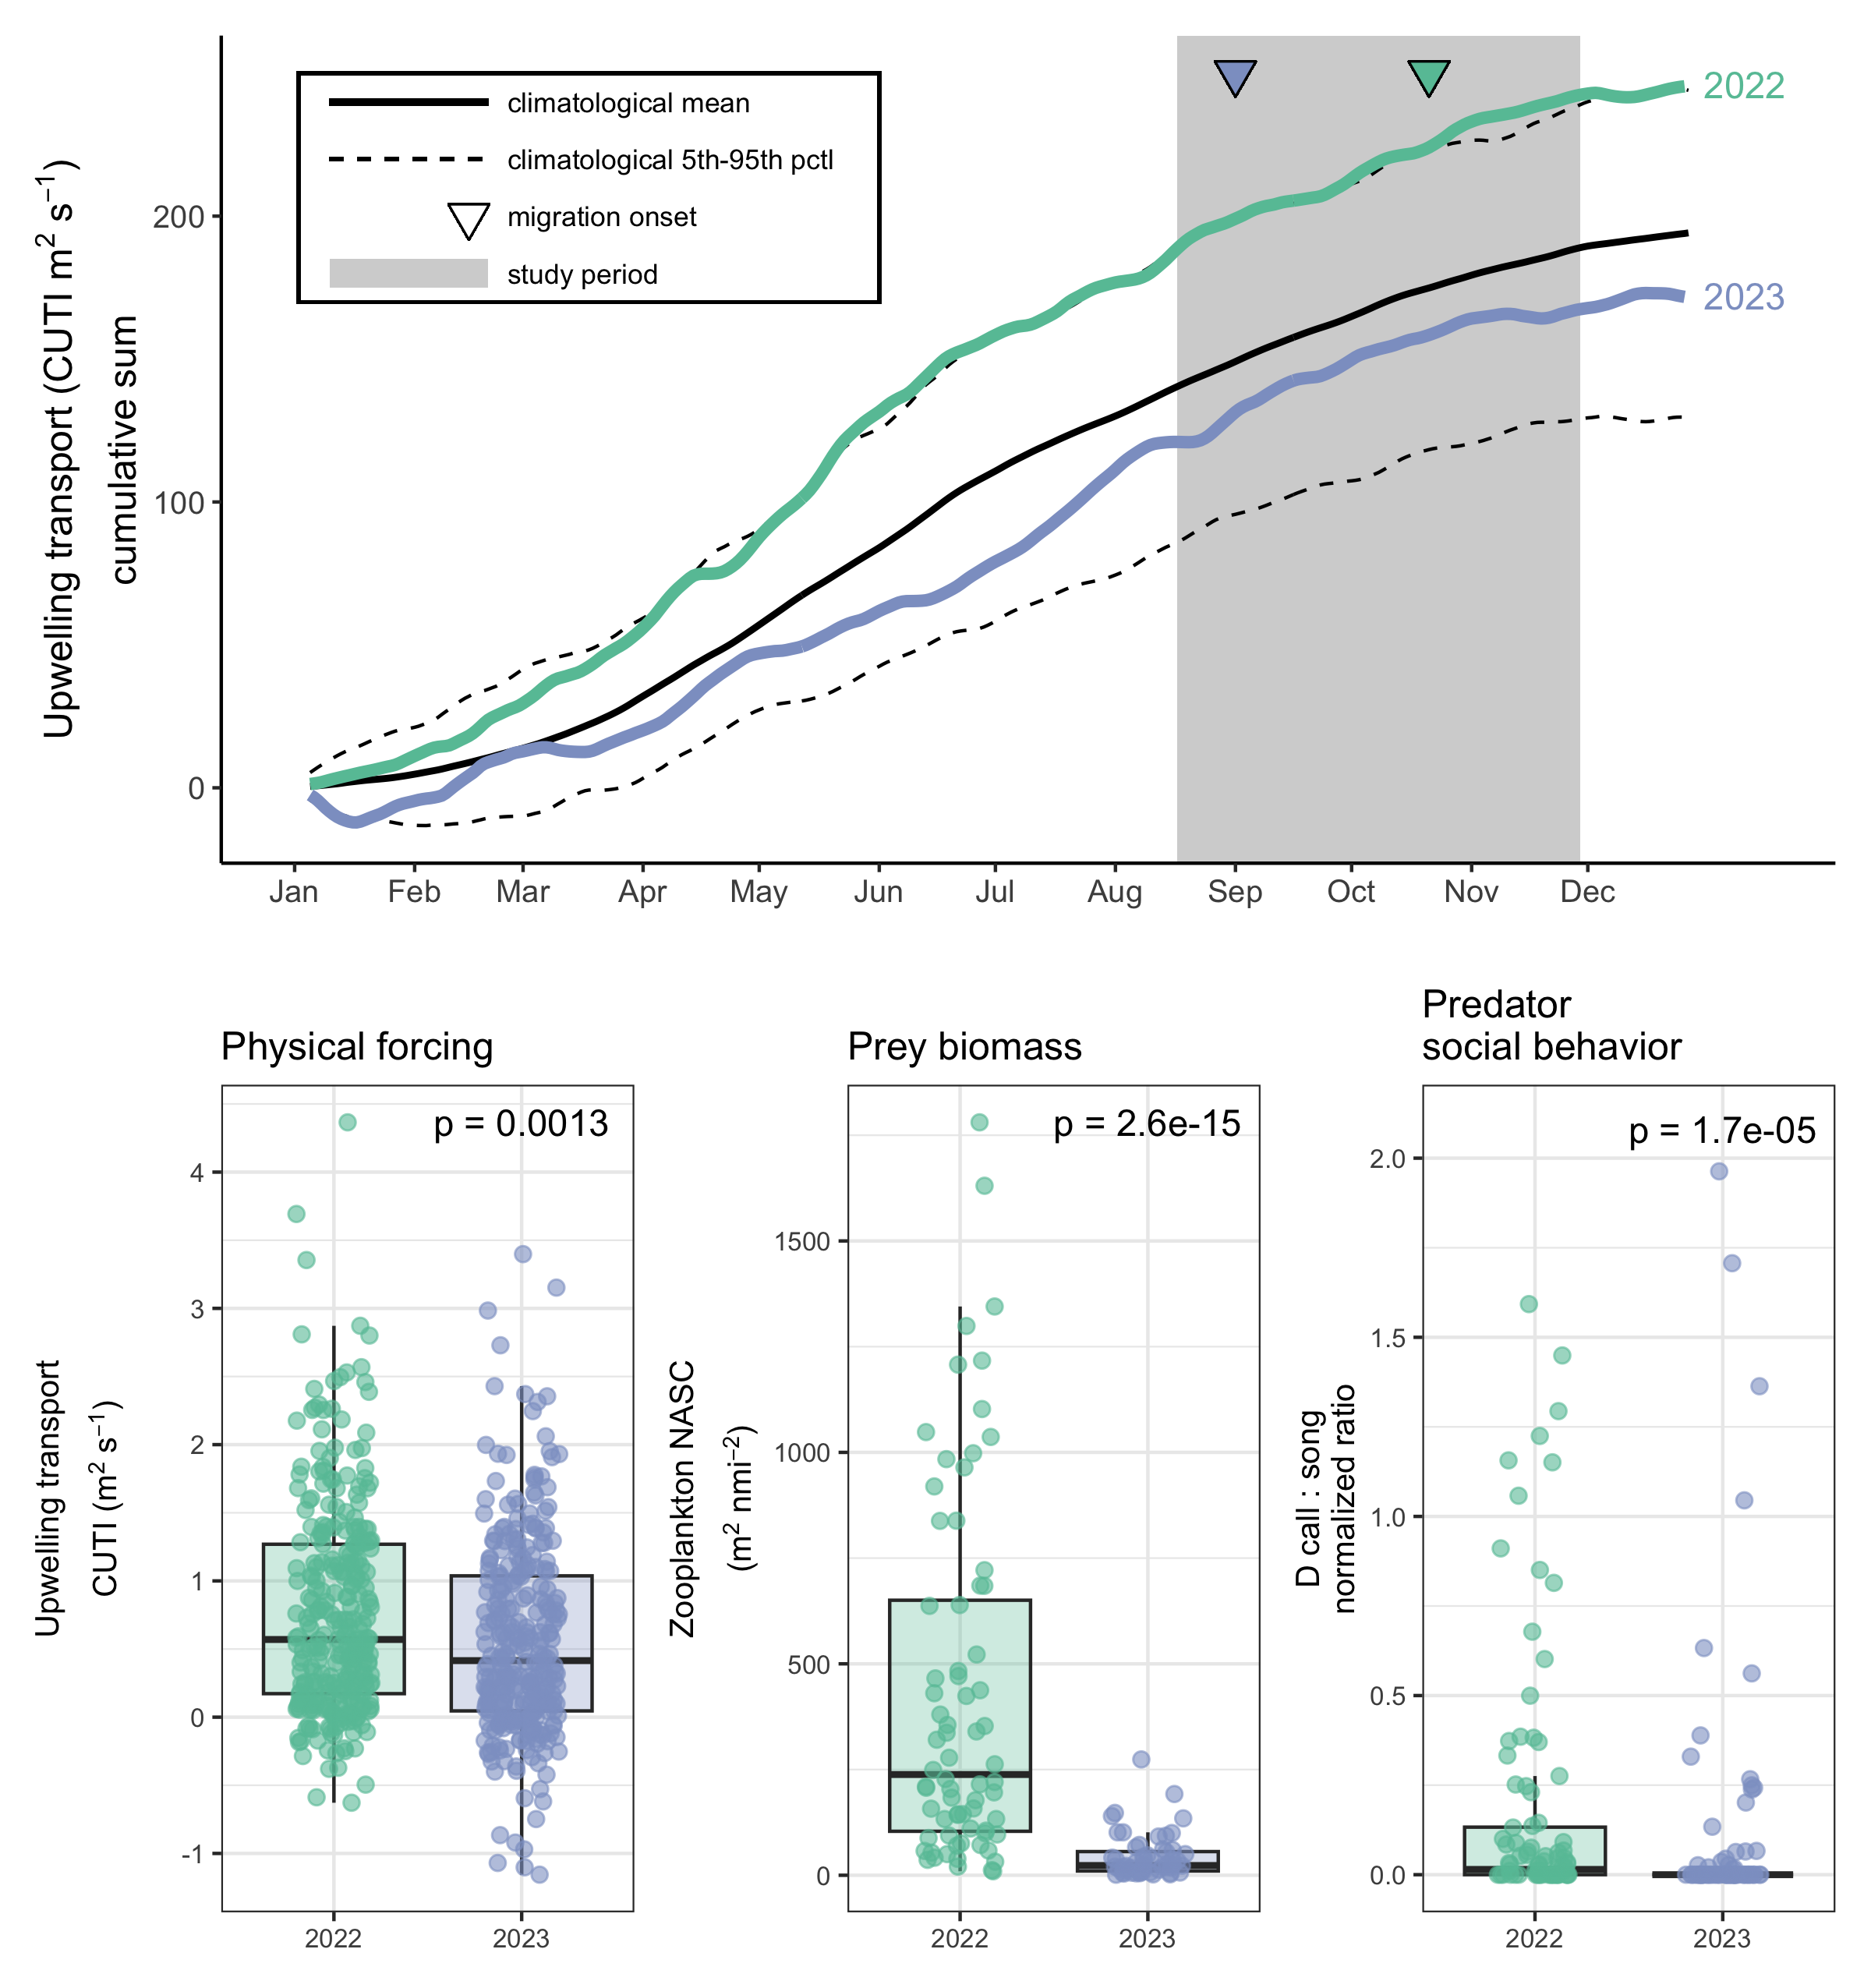 Upwelling transport (CUTI m² s⁻¹)
cumulative sum
200
100
0
climatological mean
climatological 5th-95th pctl
migration onset
study period
2022
2023
Jan Feb Mar Apr May Jun Jul Aug Sep Oct Nov Dec
Physical forcing
Upwelling transport
CUTI (m² s⁻¹)
p = 0.0013
4
3
2
1
0
-1
2022 2023
Prey biomass
Zooplankton NASC
(m² nmi⁻²)
p = 2.6e-15
1500
1000
500
0
2022 2023
Predator
social behavior
D call : song
normalized ratio
p = 1.7e-05
2.0
1.5
1.0
0.5
0.0
2022 2023